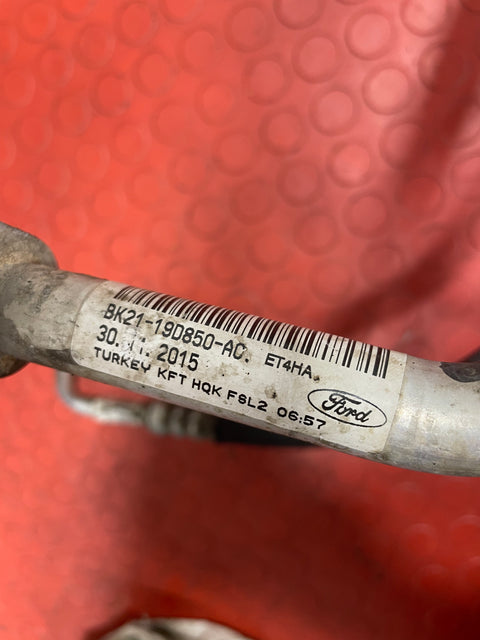 BK21-19D850-AC. ET4HA.
30.11.2015
TURKEY KFT HQK FSL2 06:57
Ford